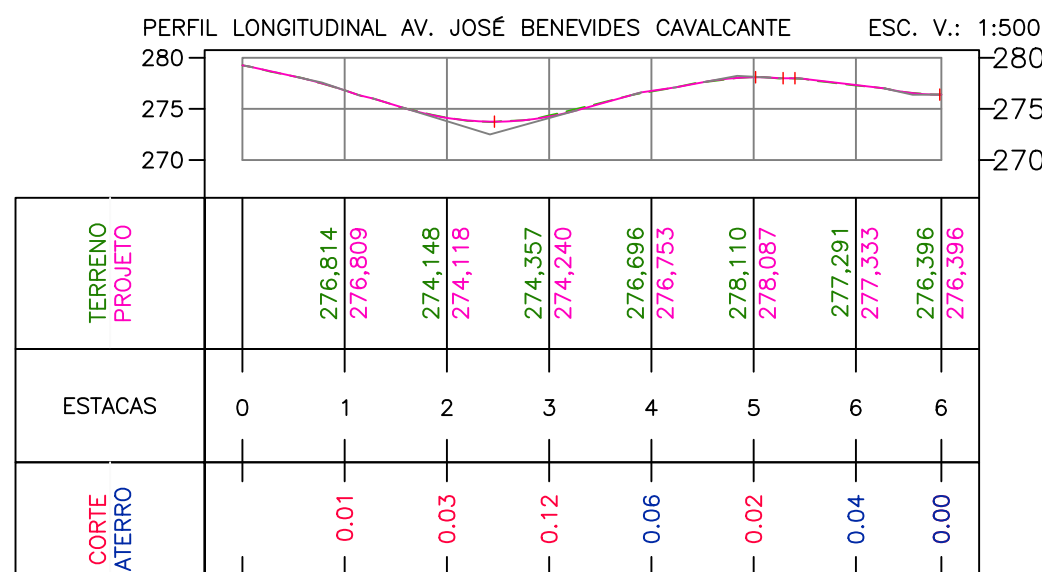 PERFIL LONGITUDINAL AV. JOSÉ BENEVIDES CAVALCANTE ESC. V.: 1:500
280 280
275 275
270 270
TERRENO 276,814 274,148 274,357 276,696 278,110 277,291 276,396
PROJETO 276,809 274,118 274,240 276,753 278,087 277,333 276,396
ESTACAS 0 1 2 3 4 5 6 6
CORTE
ATERRO
0.01 0.03 0.12 0.06 0.02 0.04 0.00